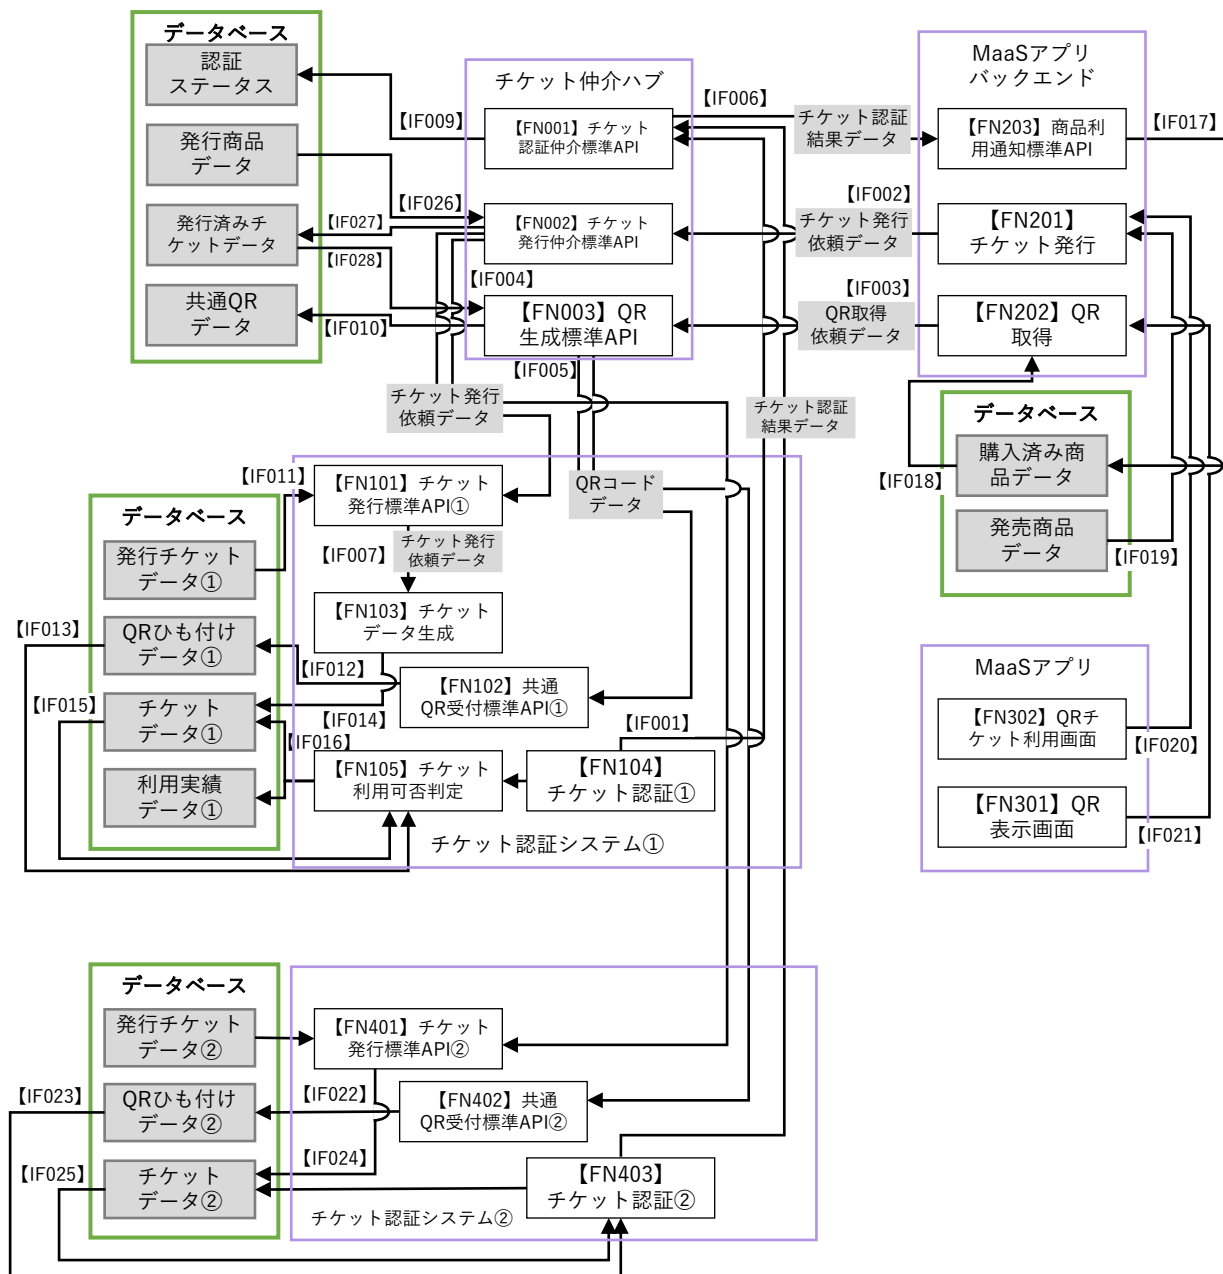 データベース
認証
ステータス
発行商品
データ
発行済みチ
ケットデータ
共通QR
データ
【IF009】
【IF026】
【IF027】
【IF028】
【IF010】
チケット仲介ハブ
【FN001】チケット
認証仲介標準API
【FN002】チケット
発行仲介標準API
【IF004】
【FN003】QR
生成標準API
【IF005】
【IF006】
チケット認証
結果データ
【IF002】
チケット発行
依頼データ
【IF003】
QR取得
依頼データ
MaaSアプリ
バックエンド
【FN203】商品利
用通知標準API
【IF017】
【FN201】
チケット発行
【FN202】QR
取得
チケット発行
依頼データ
チケット認証
結果データ
データベース
購入済み商
品データ
【IF018】
発売商品
データ
【IF019】
【IF011】
【FN101】チケット
発行標準API①
QRコード
データ
【IF007】
チケット発行
依頼データ
データベース
発行チケット
データ①
【IF013】
QRひも付け
データ①
【IF012】
【FN103】チケット
データ生成
【FN102】共通
QR受付標準API①
【IF015】
チケット
データ①
【IF014】
【IF016】
【IF001】
【FN105】チケット
利用可否判定
【FN104】
チケット認証①
利用実績
データ①
チケット認証システム①
MaaSアプリ
【FN302】QRチ
ケット利用画面
【IF020】
【FN301】QR
表示画面
【IF021】
データベース
発行チケット
データ②
【FN401】チケット
発行標準API②
【IF023】
QRひも付け
データ②
【IF022】
【FN402】共通
QR受付標準API②
【IF025】
チケット
データ②
【IF024】
【FN403】
チケット認証②
チケット認証システム②